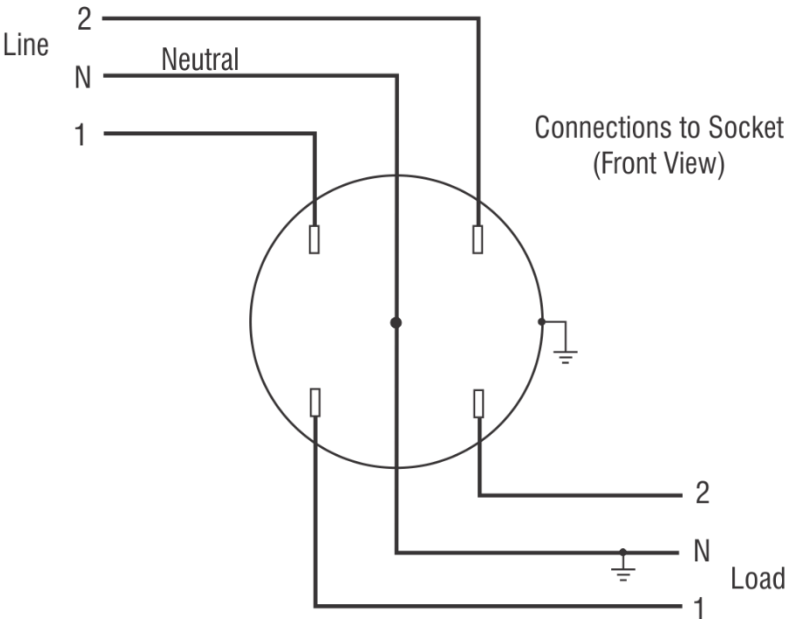 2
Line
Neutral
N
1
Connections to Socket
(Front View)
2
N
Load
1